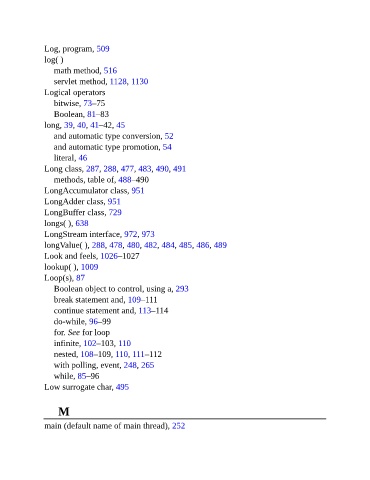 Log, program, 509
log( )
math method, 516
servlet method, 1128, 1130
Logical operators
bitwise, 73–75
Boolean, 81–83
long, 39, 40, 41–42, 45
and automatic type conversion, 52
and automatic type promotion, 54
literal, 46
Long class, 287, 288, 477, 483, 490, 491
methods, table of, 488–490
LongAccumulator class, 951
LongAdder class, 951
LongBuffer class, 729
longs( ), 638
LongStream interface, 972, 973
longValue( ), 288, 478, 480, 482, 484, 485, 486, 489
Look and feels, 1026–1027
lookup( ), 1009
Loop(s), 87
Boolean object to control, using a, 293
break statement and, 109–111
continue statement and, 113–114
do-while, 96–99
for. See for loop
infinite, 102–103, 110
nested, 108–109, 110, 111–112
with polling, event, 248, 265
while, 85–96
Low surrogate char, 495
M
main (default name of main thread), 252